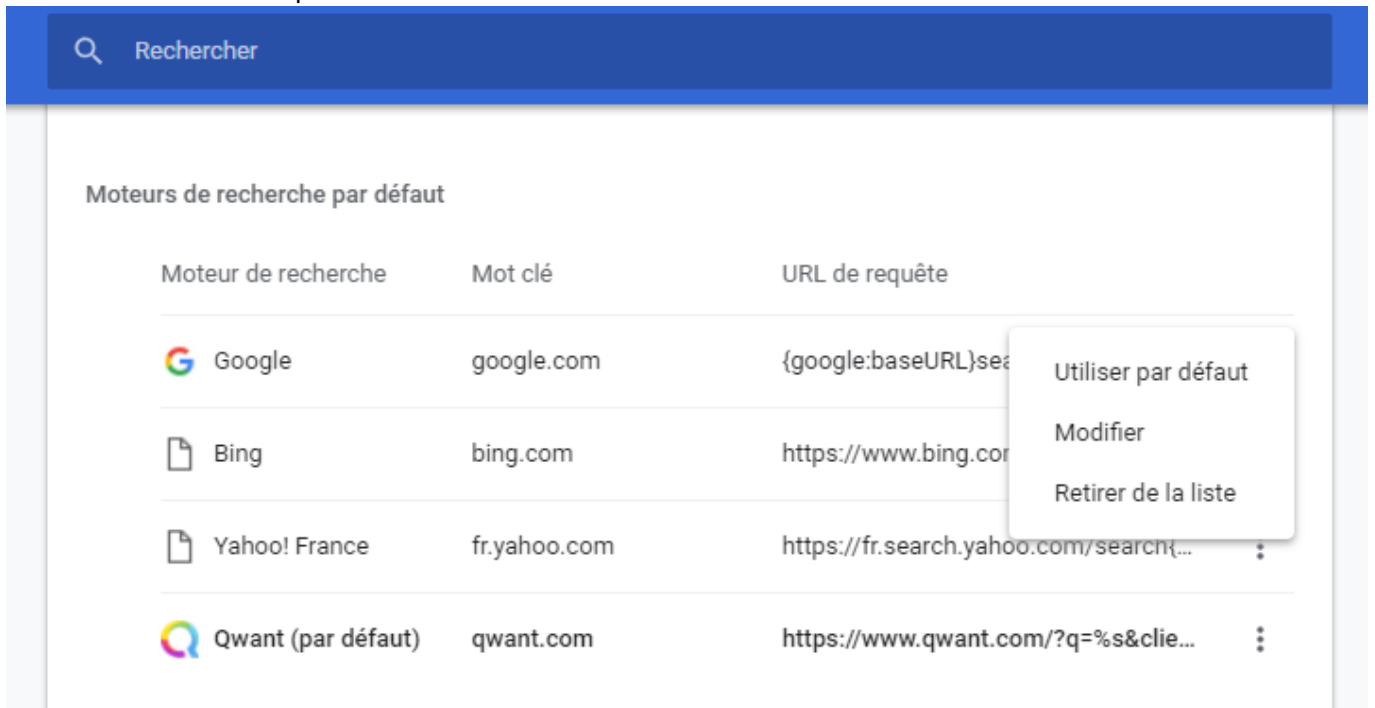 Rechercher
Moteurs de recherche par défaut
Moteur de recherche Mot clé URL de requête
Google google.com {google:baseURL}sea
Utiliser par défaut
Modifier
Retirer de la liste
Bing bing.com https://www.bing.cor
Yahoo! France fr.yahoo.com https://fr.search.yahoo.com/search{...
Qwant (par défaut) qwant.com https://www.qwant.com/?q=%s&clie...